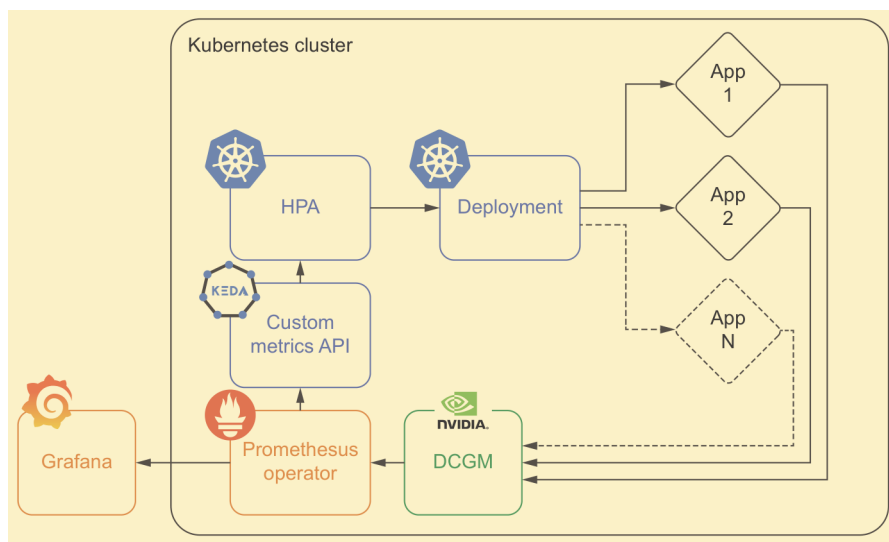 Kubernetes cluster
App
1
HPA
Deployment
App
2
KEDA
Custom
metrics API
App
N
Grafana
Promethesus
operator
NVIDIA.
DCGM